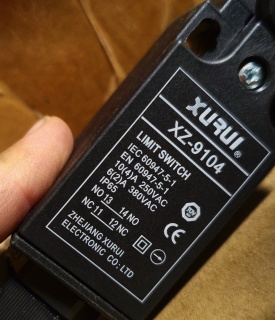 XURUI®
XZ-9104
LIMIT SWITCH
IEC 60947-5-1
EN 60947-5-1
10(4)A 250VAC
6(2)A 380VAC
IP65
NO 13 14 NO
NC 11 12 NC
CE
ZHEJIANG XURUI
ELECTRONIC CO.,LTD